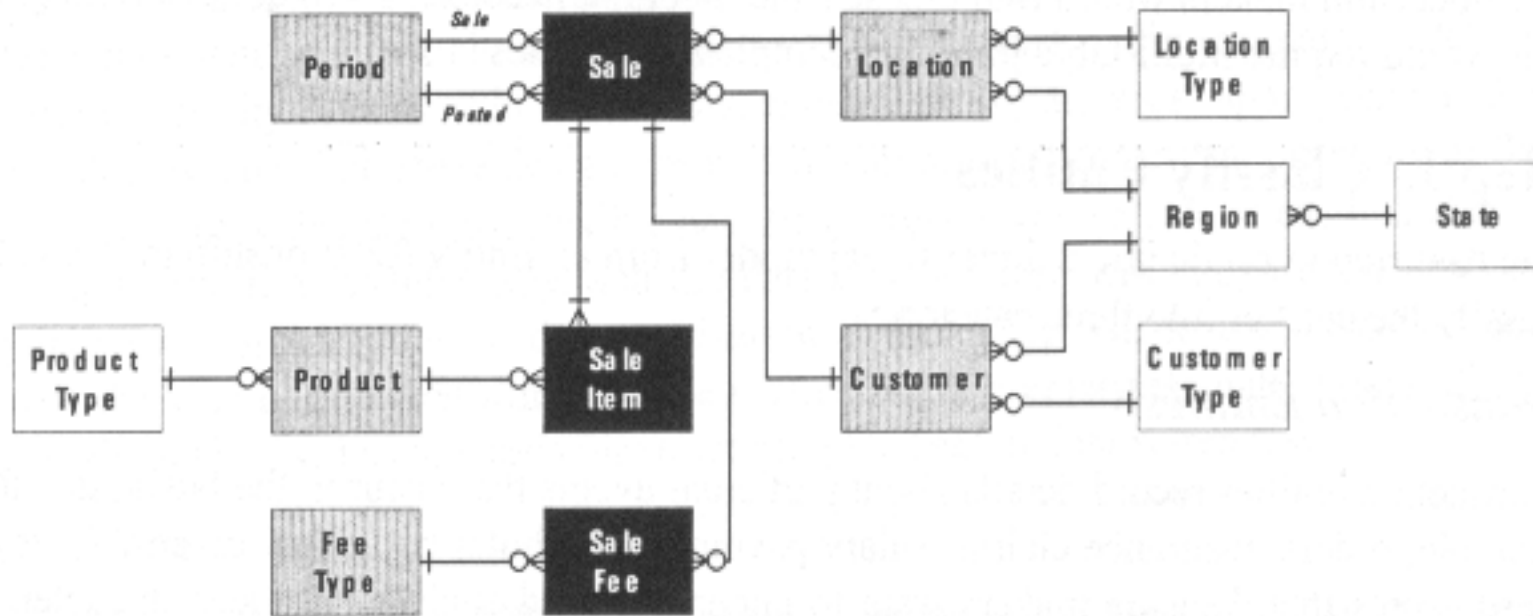 Sale
Period
Sale
Posted
Location
Location
Type
Region
State
Product
Type
Product
Sale
Item
Customer
Customer
Type
Fee
Type
Sale
Fee